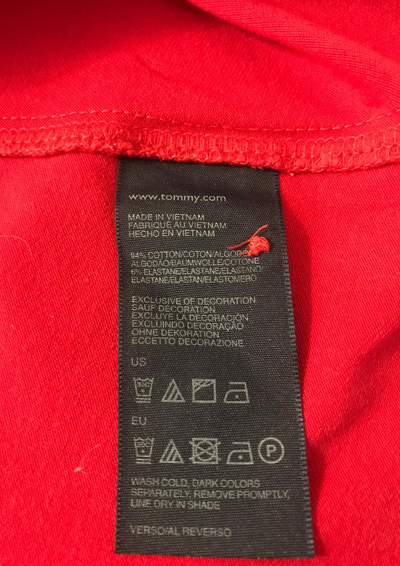 www.tommy.com
MADE IN VIETNAM
FABRIQUÉ AU VIETNAM
HECHO EN VIETNAM
94% COTTON/COTON/ALGODÓN
ALGODÃO/BAUMWOLLE/COTONE
6% ELASTANE/ELASTANE/ELASTANO/
ELASTANE/ELASTAN/ELASTOMERO
EXCLUSIVE OF DECORATION
SAUF DÉCORATION
EXCLUYE LA DECORACIÓN
EXCLUINDO DECORAÇÃO
OHNE DEKORATION
ECCETTO DECORAZIONE
US
EU
P
WASH COLD, DARK COLORS
SEPARATELY, REMOVE PROMPTLY,
LINE DRY IN SHADE
VERSO/AL REVERSO